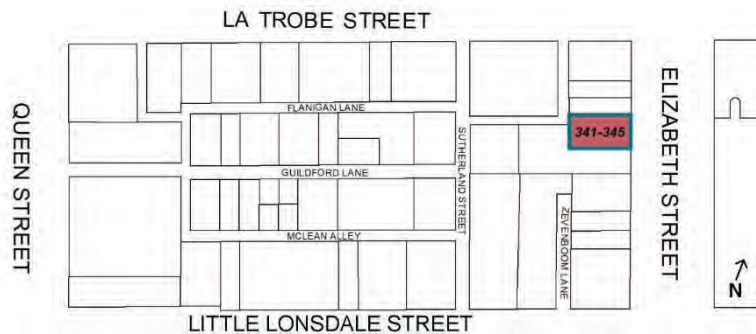 LA TROBE STREET
QUEEN STREET
FLANIGAN LANE
341-345
ELIZABETH STREET
SUTHERLAND STREET
GUILDFORD LANE
MCLEAN ALLEY
ZEVENBOOM LANE
N
LITTLE LONSDALE STREET